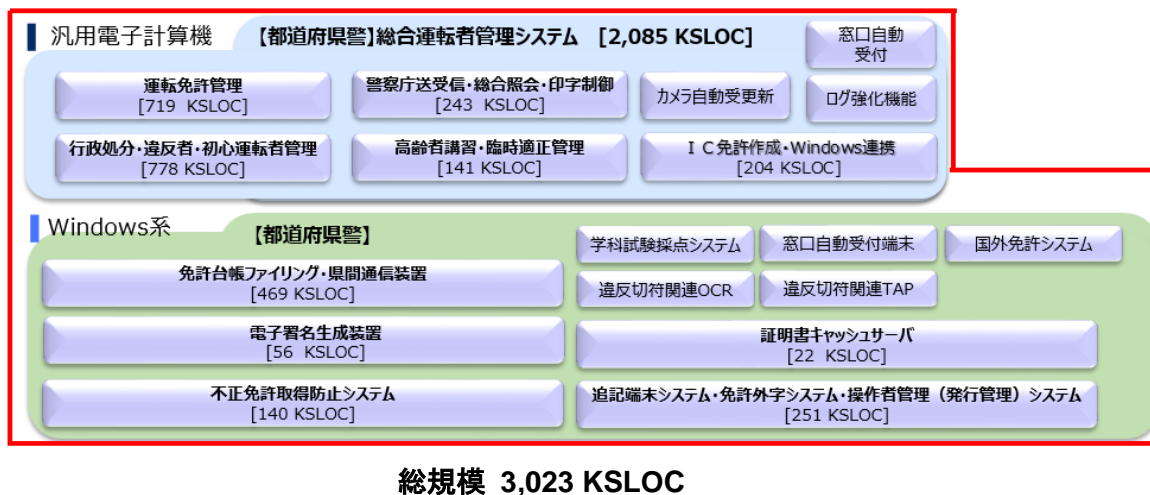 汎用電子計算機
【都道府県警】総合運転者管理システム [2,085 KSLOC]
窓口自動
受付
運転免許管理
[719 KSLOC]
警察庁送受信・総合照会・印字制御
[243 KSLOC]
カメラ自動受更新
ログ強化機能
行政処分・違反者・初心運転者管理
[778 KSLOC]
高齢者講習・臨時適正管理
[141 KSLOC]
ＩＣ免許作成・Windows連携
[204 KSLOC]
Windows系
【都道府県警】
学科試験採点システム
窓口自動受付端末
国外免許システム
免許台帳ファイリング・県間通信装置
[469 KSLOC]
違反切符関連OCR
違反切符関連TAP
電子署名生成装置
[56 KSLOC]
証明書キャッシュサーバ
[22 KSLOC]
不正免許取得防止システム
[140 KSLOC]
追記端末システム・免許外字システム・操作者管理（発行管理）システム
[251 KSLOC]
総規模 3,023 KSLOC